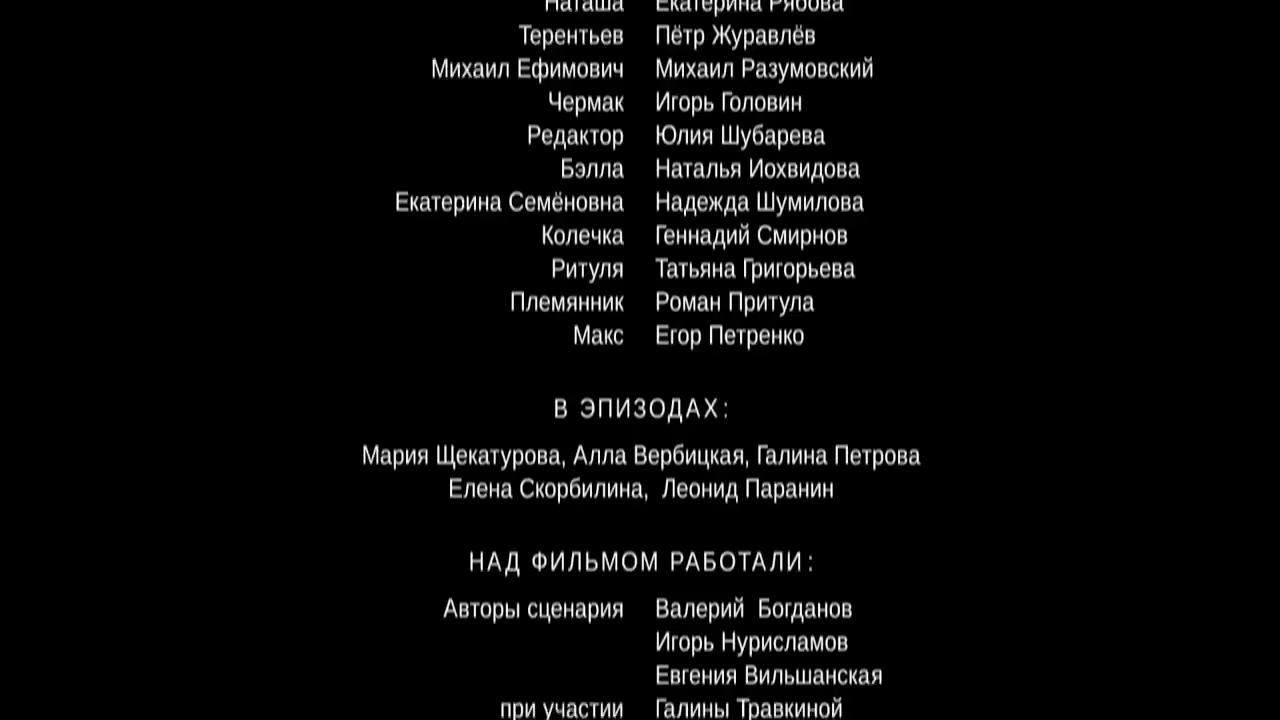 Наташа Екатерина Рябова
Терентьев Пётр Журавлёв
Михаил Ефимович Михаил Разумовский
Чермак Игорь Головин
Редактор Юлия Шубарева
Бэлла Наталья Иохвидова
Екатерина Семёновна Надежда Шумилова
Колечка Геннадий Смирнов
Ритуля Татьяна Григорьева
Племянник Роман Притула
Макс Егор Петренко
В ЭПИЗОДАХ:
Мария Щекатурова, Алла Вербицкая, Галина Петрова
Елена Скорбилина, Леонид Паранин
НАД ФИЛЬМОМ РАБОТАЛИ:
Авторы сценария Валерий Богданов
Игорь Нурисламов
Евгения Вильшанская
при участии Галины Травкиной